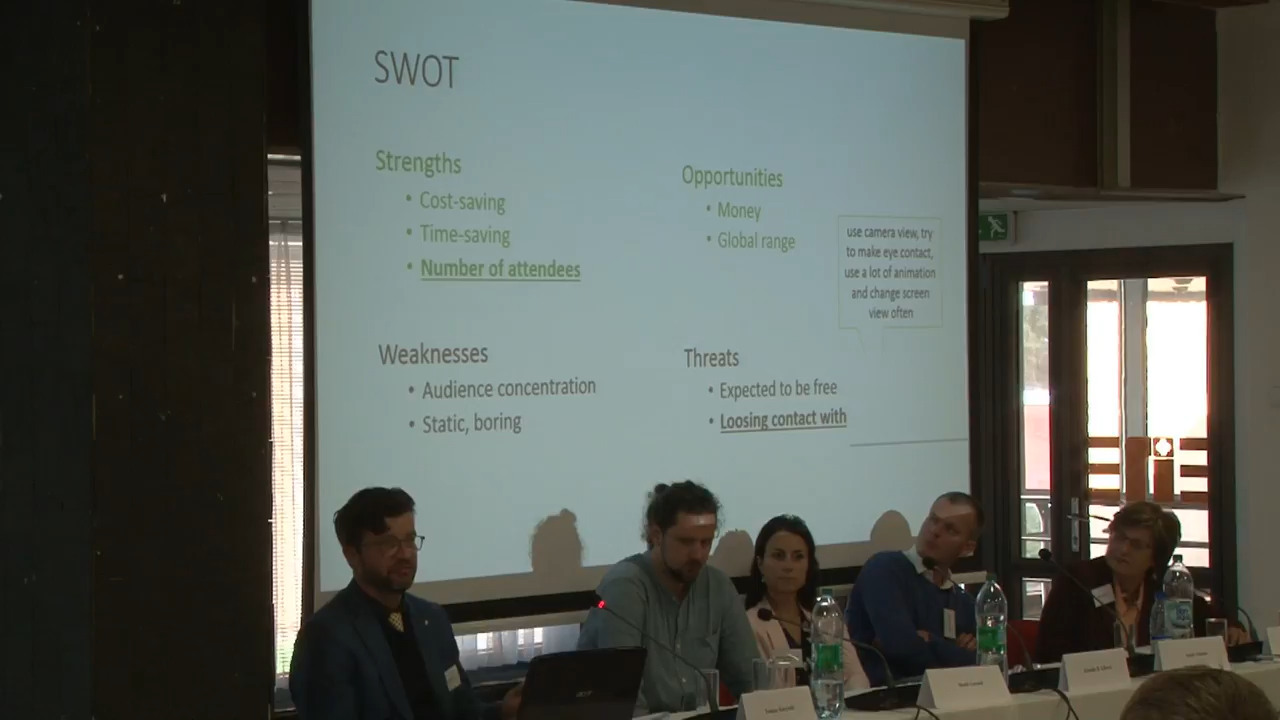 SWOT
Strengths
• Cost-saving
• Time-saving
• Number of attendees
Opportunities
• Money
• Global range
use camera view, try
to make eye contact,
use a lot of animation
and change screen
view often
Weaknesses
• Audience concentration
• Static, boring
Threats
• Expected to be free
• Loosing contact with
acer